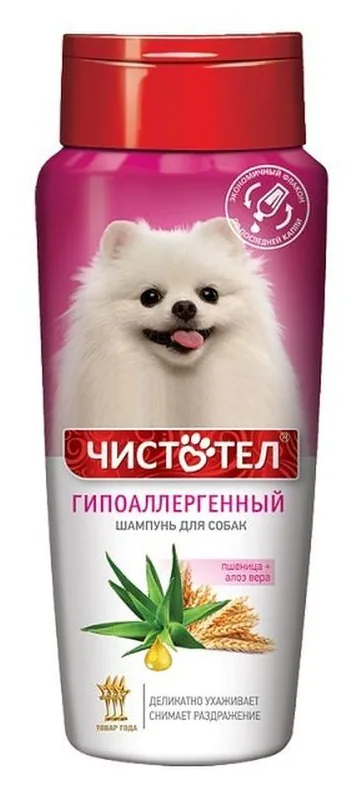 ЭКОНОМИЧНЫЙ ФЛАКОН
ДО ПОСЛЕДНЕЙ КАПЛИ
ЧИСТОТЕЛ®
ГИПОАЛЛЕРГЕННЫЙ
ШАМПУНЬ ДЛЯ СОБАК
пшеница +
алоэ вера
ДЕЛИКАТНО УХАЖИВАЕТ
СНИМАЕТ РАЗДРАЖЕНИЕ
ТОВАР ГОДА